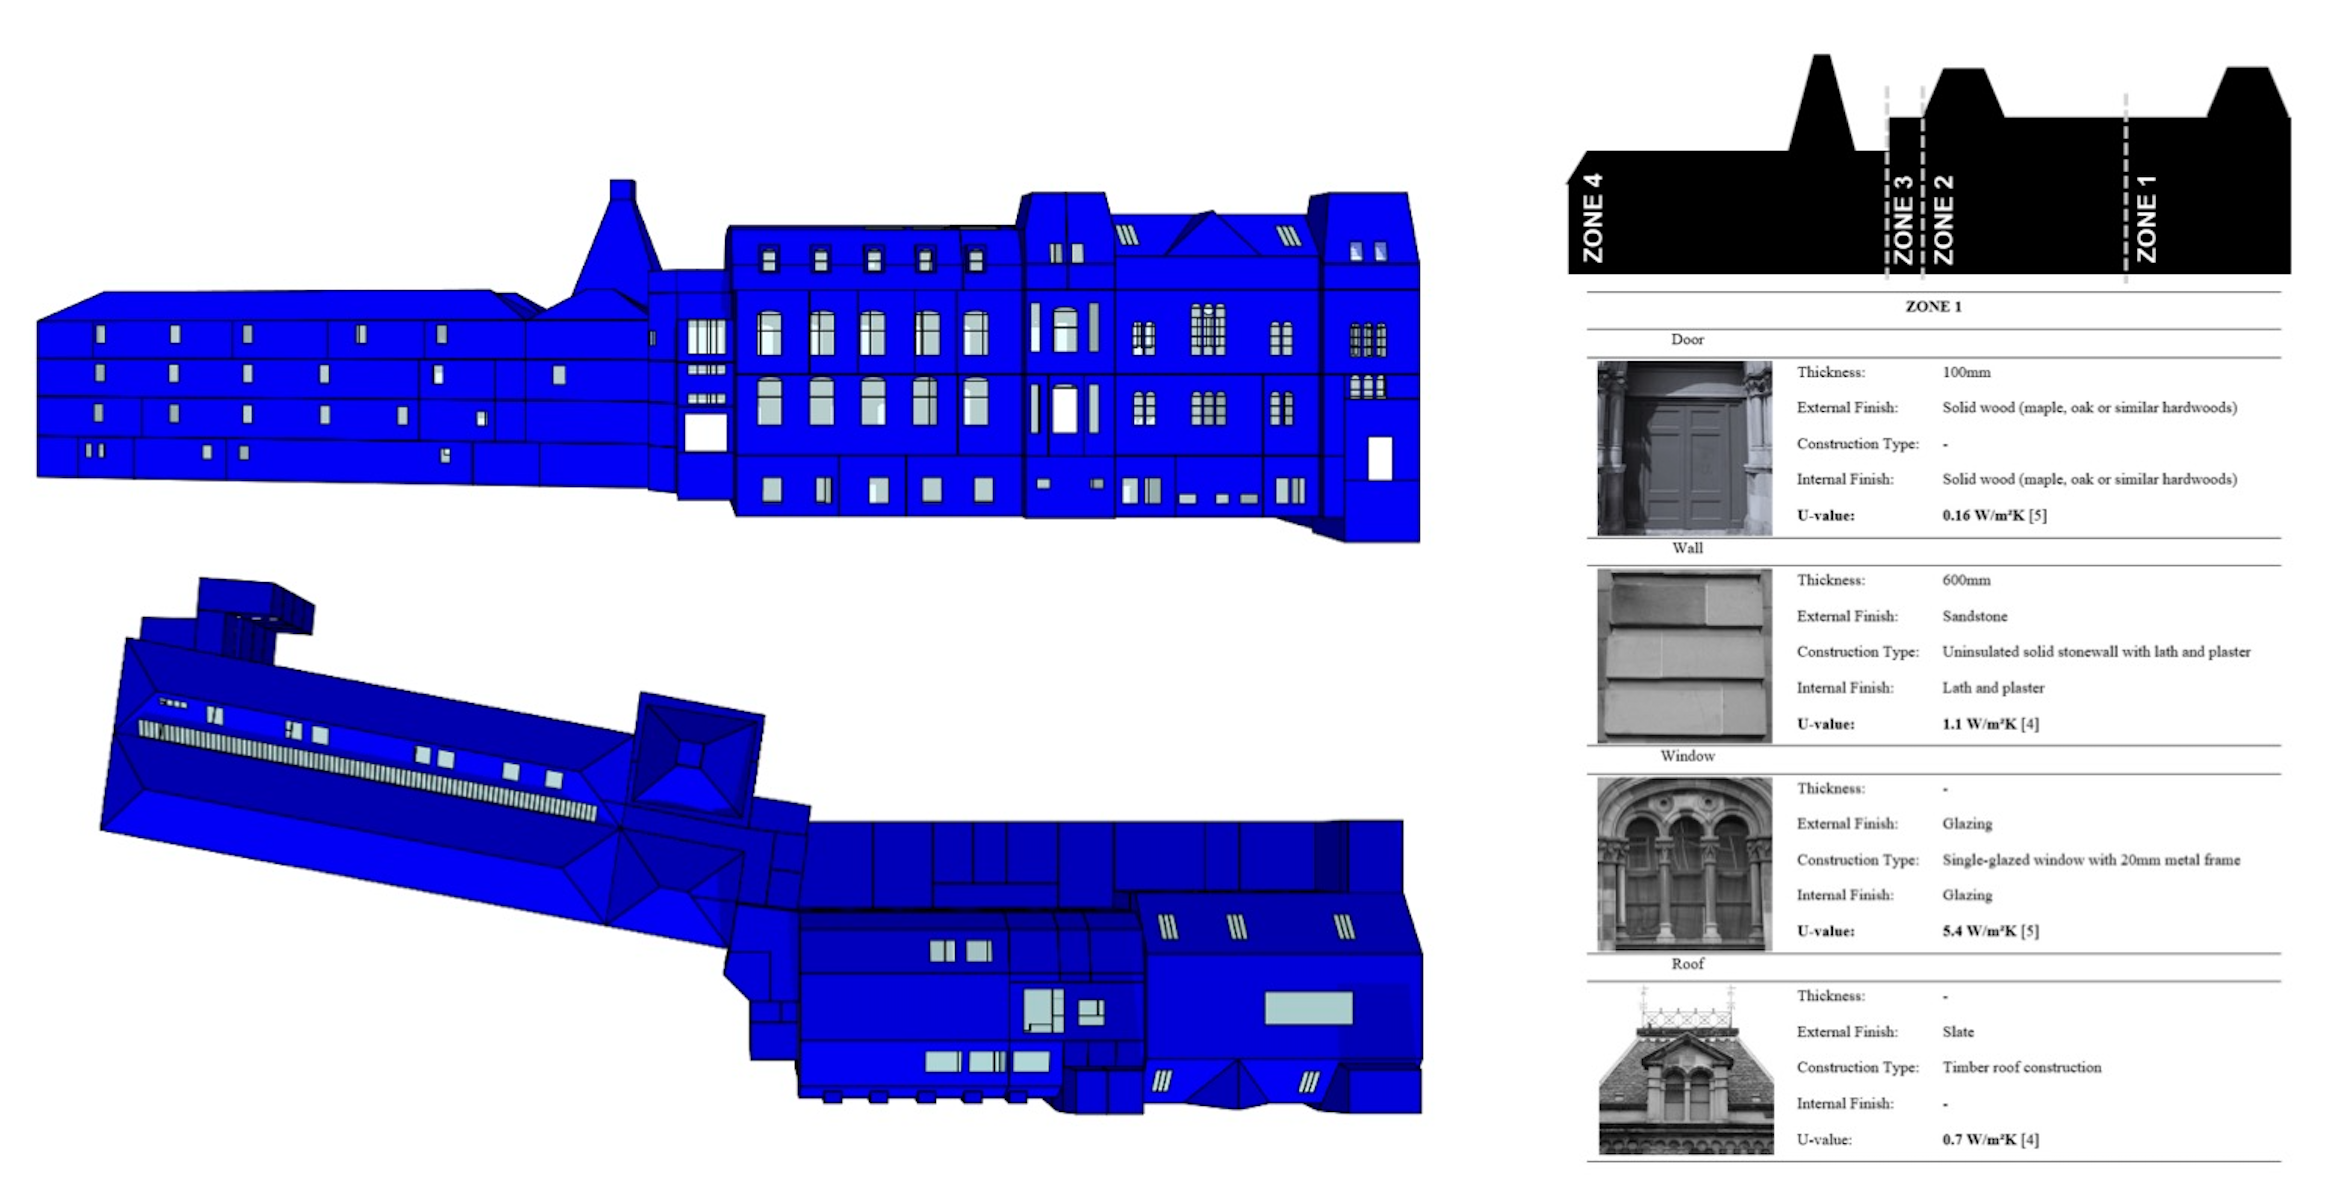 ZONE 4
ZONE 3
ZONE 2
ZONE 1
ZONE 1
Door
Thickness: 100mm
External Finish: Solid wood (maple, oak or similar hardwoods)
Construction Type: -
Internal Finish: Solid wood (maple, oak or similar hardwoods)
U-value: 0.16 W/m²K [5]
Wall
Thickness: 600mm
External Finish: Sandstone
Construction Type: Uninsulated solid stonewall with lath and plaster
Internal Finish: Lath and plaster
U-value: 1.1 W/m²K [4]
Window
Thickness: -
External Finish: Glazing
Construction Type: Single-glazed window with 20mm metal frame
Internal Finish: Glazing
U-value: 5.4 W/m²K [5]
Roof
Thickness: -
External Finish: Slate
Construction Type: Timber roof construction
Internal Finish: -
U-value: 0.7 W/m²K [4]